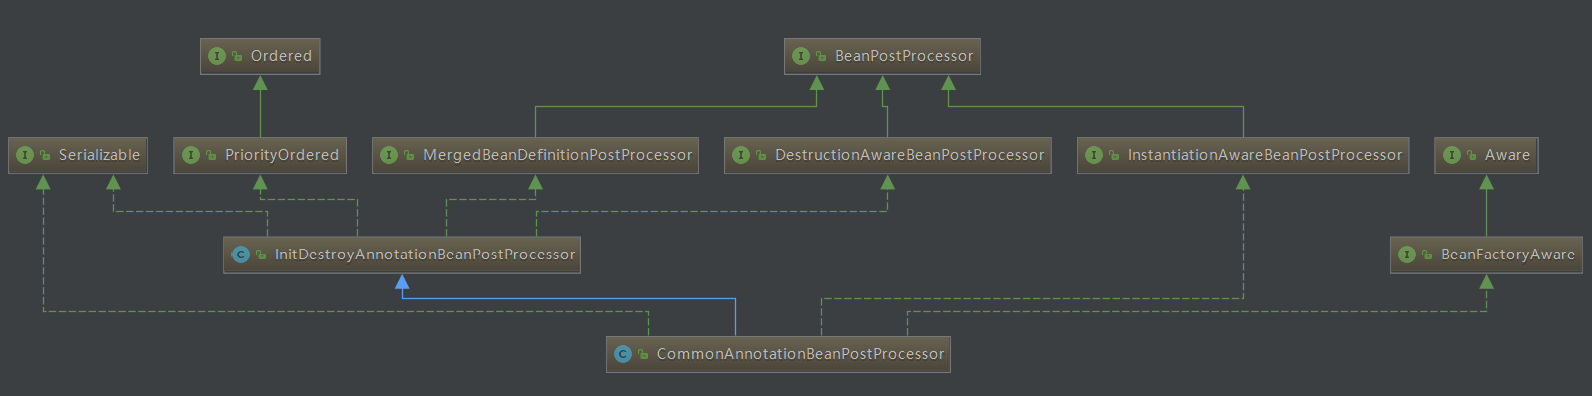 I Ordered
I BeanPostProcessor
I Serializable
I PriorityOrdered
I MergedBeanDefinitionPostProcessor
I DestructionAwareBeanPostProcessor
I InstantiationAwareBeanPostProcessor
I Aware
C InitDestroyAnnotationBeanPostProcessor
I BeanFactoryAware
C CommonAnnotationBeanPostProcessor